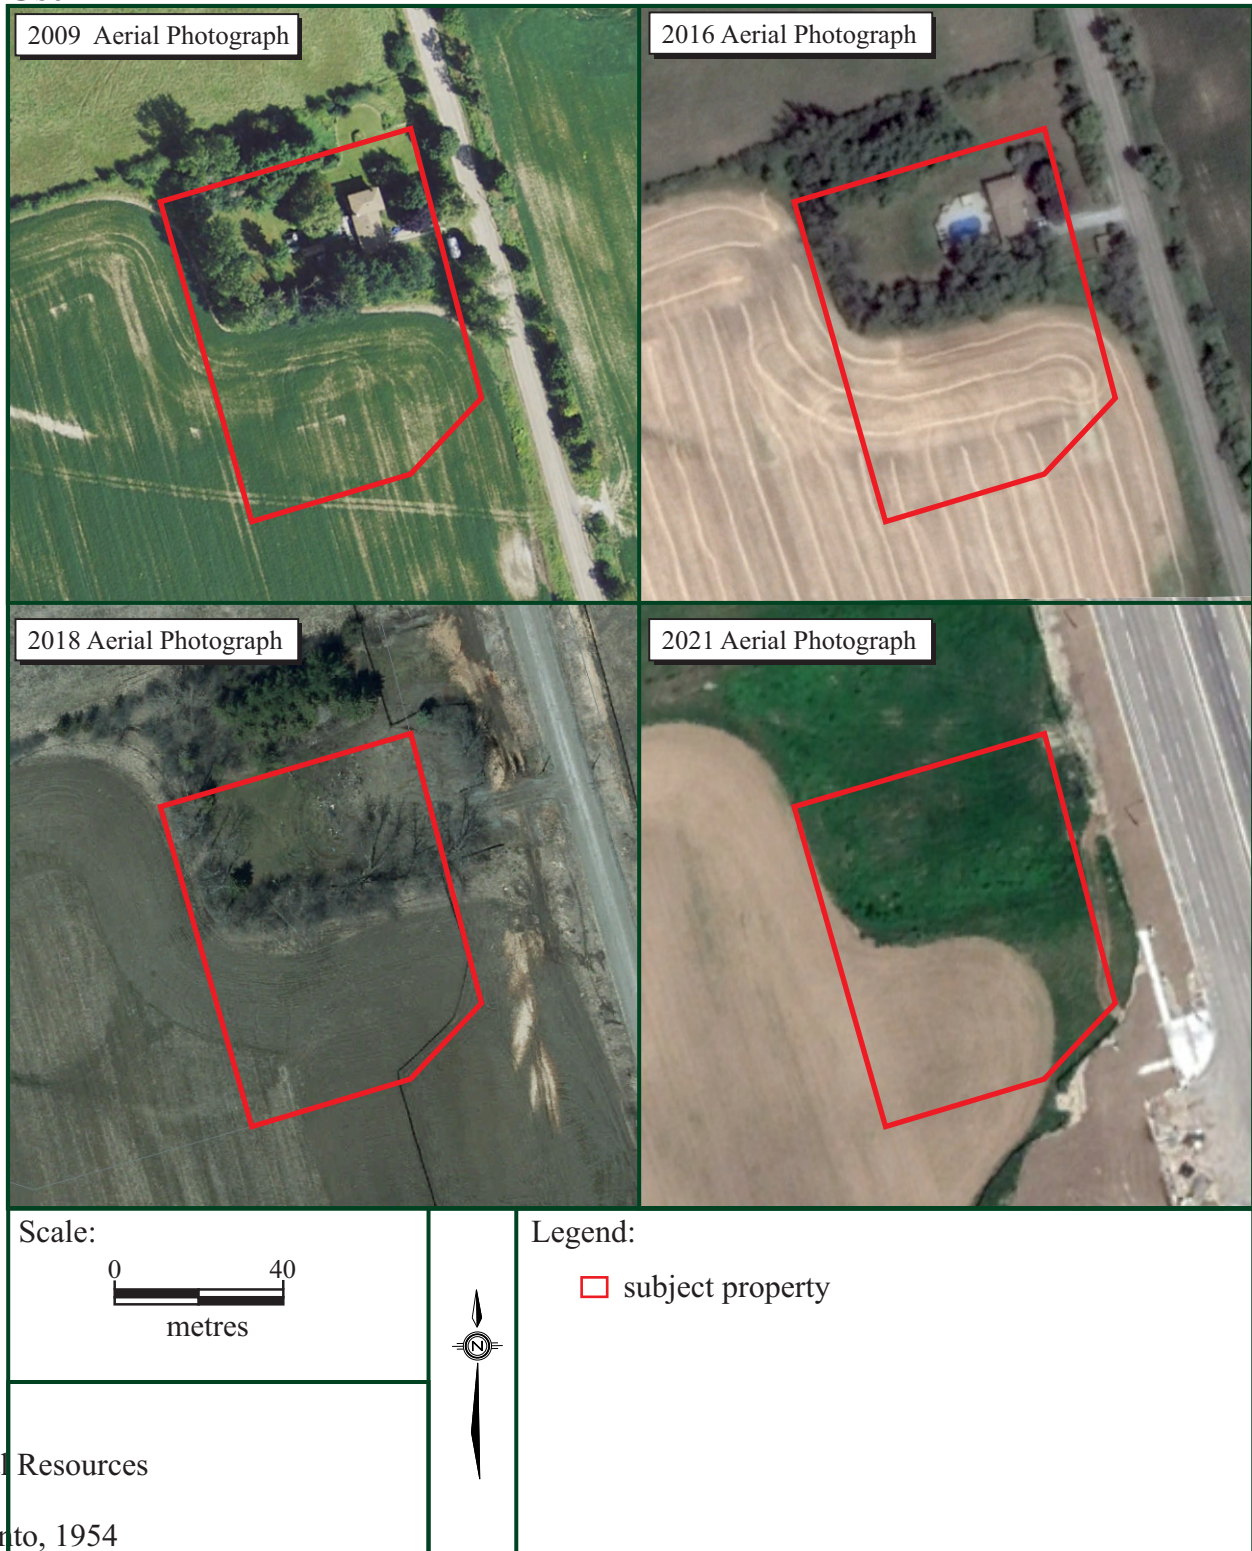 2009 Aerial Photograph
2016 Aerial Photograph
2018 Aerial Photograph
2021 Aerial Photograph
Scale:
0 40
metres
N
Legend:
subject property
l Resources
nto, 1954